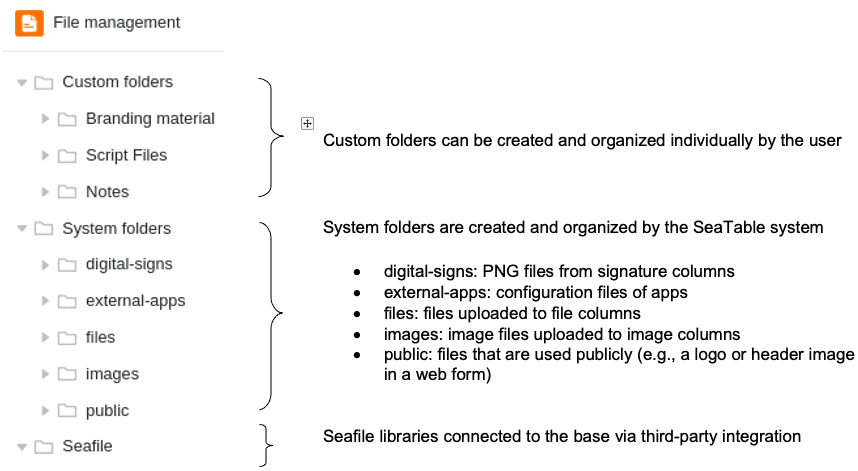 File management
Custom folders
Branding material
Script Files
Notes
Custom folders can be created and organized individually by the user
System folders
digital-signs
external-apps
files
images
public
System folders are created and organized by the SeaTable system
• digital-signs: PNG files from signature columns
• external-apps: configuration files of apps
• files: files uploaded to file columns
• images: image files uploaded to image columns
• public: files that are used publicly (e.g., a logo or header image
in a web form)
Seafile
Seafile libraries connected to the base via third-party integration